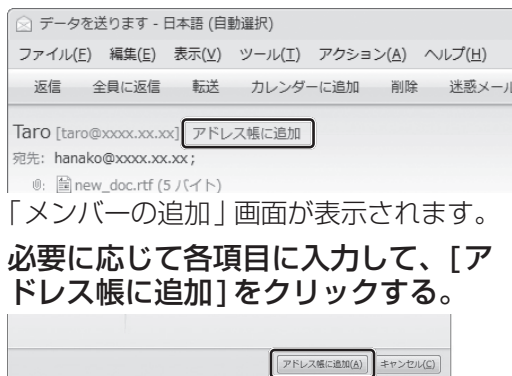 データを送ります - 日本語 (自動選択)
ファイル(F) 編集(E) 表示(V) ツール(T) アクション(A) ヘルプ(H)
返信 全員に返信 転送 カレンダーに追加 削除 迷惑メール
Taro [taro@xxxx.xx.xx] アドレス帳に追加
宛先: hanako@xxxx.xx.xx ;
new_doc.rtf (5 バイト)
「メンバーの追加」画面が表示されます。
必要に応じて各項目に入力して、[ア
ドレス帳に追加]をクリックする。
アドレス帳に追加(A) キャンセル(C)